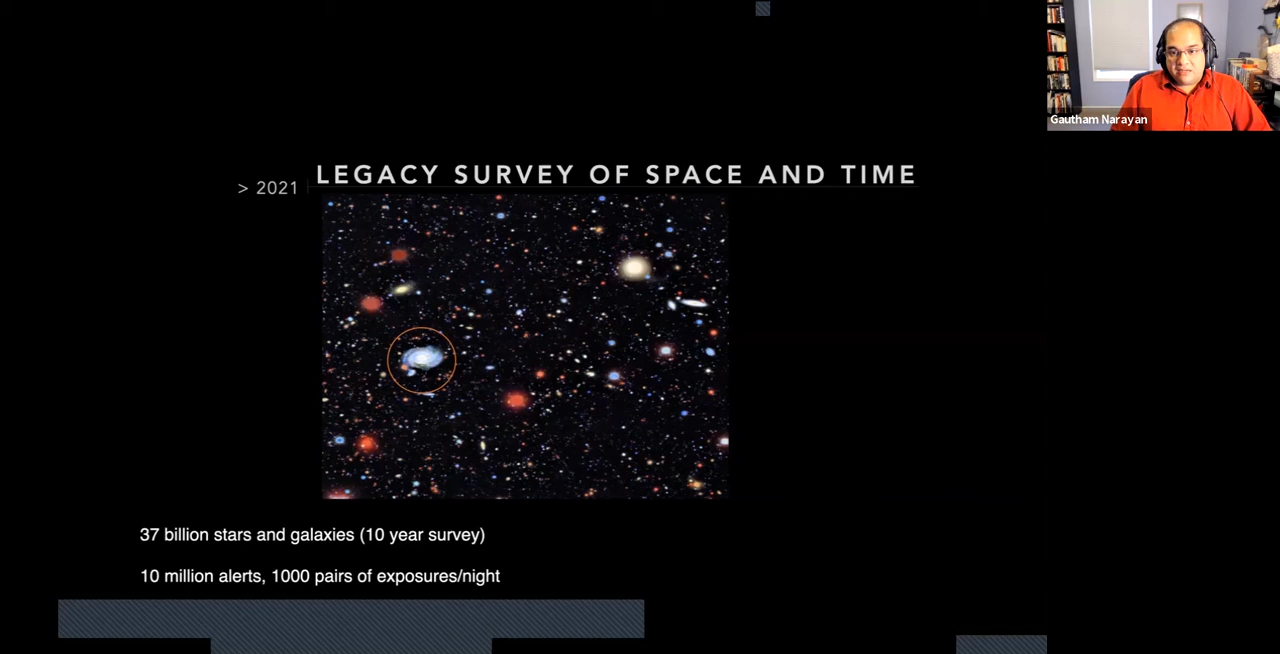 Gautham Narayan
LEGACY SURVEY OF SPACE AND TIME
> 2021
37 billion stars and galaxies (10 year survey)
10 million alerts, 1000 pairs of exposures/night